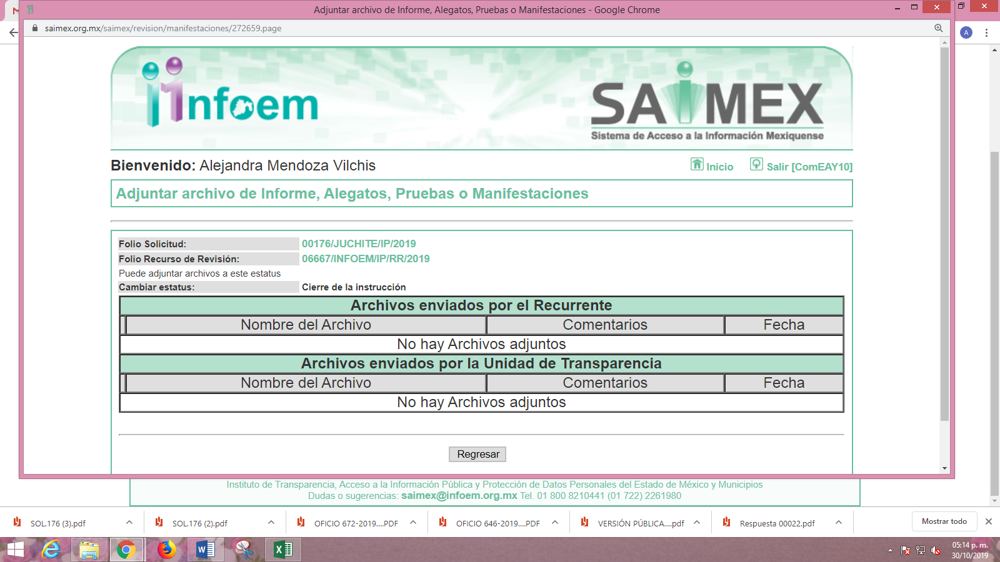 Adjuntar archivo de Informe, Alegatos, Pruebas o Manifestaciones - Google Chrome
saimex.org.mx/saimex/revision/manifestaciones/272659.page
A
infoem
SAIMEX
Sistema de Acceso a la Información Mexiquense
Bienvenido: Alejandra Mendoza Vilchis
Inicio
Salir [ComEAY10]
Adjuntar archivo de Informe, Alegatos, Pruebas o Manifestaciones
Folio Solicitud: 00176/JUCHITE/IP/2019
Folio Recurso de Revisión: 06667/INFOEM/IP/RR/2019
Puede adjuntar archivos a este estatus
Cambiar estatus: Cierre de la instrucción
Archivos enviados por el Recurrente
Nombre del Archivo Comentarios Fecha
No hay Archivos adjuntos
Archivos enviados por la Unidad de Transparencia
Nombre del Archivo Comentarios Fecha
No hay Archivos adjuntos
Regresar
Instituto de Transparencia, Acceso a la Información Pública y Protección de Datos Personales del Estado de México y Municipios
Dudas o sugerencias: saimex@infoem.org.mx Tel. 01 800 8210441 (01 722) 2261980
SOL.176 (3).pdf
SOL.176 (2).pdf
OFICIO 672-2019....PDF
OFICIO 646-2019....PDF
VERSIÓN PÚBLICA....pdf
Respuesta 00022.pdf
Mostrar todo
05:14 p. m.
30/10/2019